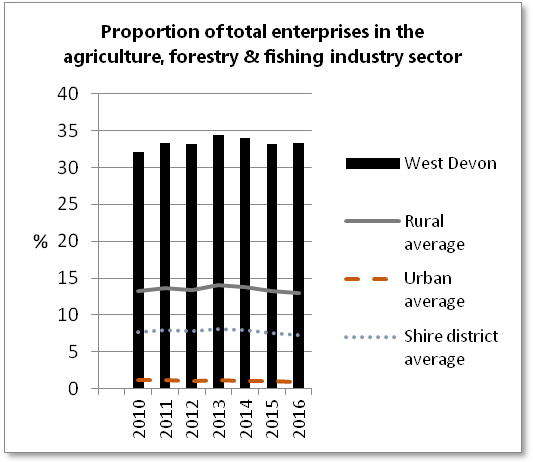 Proportion of total enterprises in the
agriculture, forestry & fishing industry sector
40
35
30
25
20
15
10
5
0
%
2010
2011
2012
2013
2014
2015
2016
West Devon
Rural
average
Urban
average
Shire district
average